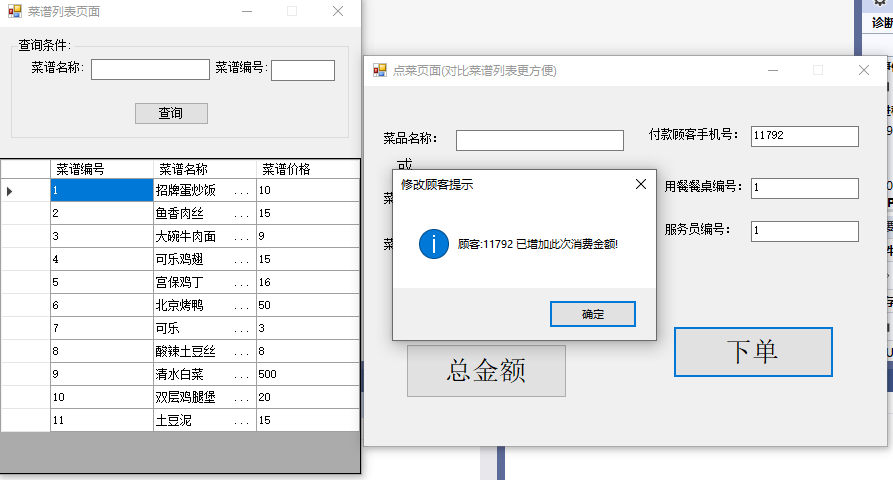 菜谱列表页面
查询条件:
菜谱名称:
菜谱编号:
查询
菜谱编号 菜谱名称 菜谱价格
1 招牌蛋炒饭 ... 10
2 鱼香肉丝 ... 15
3 大碗牛肉面 ... 9
4 可乐鸡翅 ... 15
5 宫保鸡丁 ... 16
6 北京烤鸭 ... 50
7 可乐 ... 3
8 酸辣土豆丝 ... 8
9 清水白菜 ... 500
10 双层鸡腿堡 ... 20
11 土豆泥 ... 15
点菜页面(对比菜谱列表更方便)
菜品名称:
或
付款顾客手机号: 11792
用餐餐桌编号: 1
服务员编号: 1
修改顾客提示
顾客:11792 已增加此次消费金额!
确定
总金额
下单
诊断